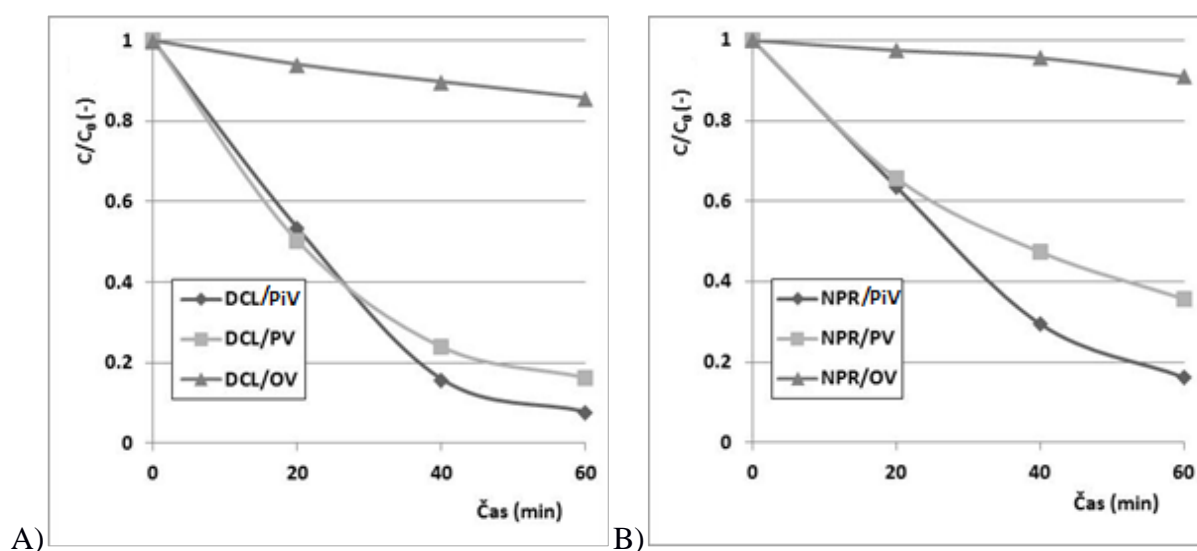 1
0.8
0.6
0.4
0.2
0
C/C₀ (-)
DCL/PiV
DCL/PV
DCL/OV
0 20 40 60
Čas (min)
A)
1
0.8
0.6
0.4
0.2
0
C/C₀ (-)
NPR/PiV
NPR/PV
NPR/OV
0 20 40 60
Čas (min)
B)